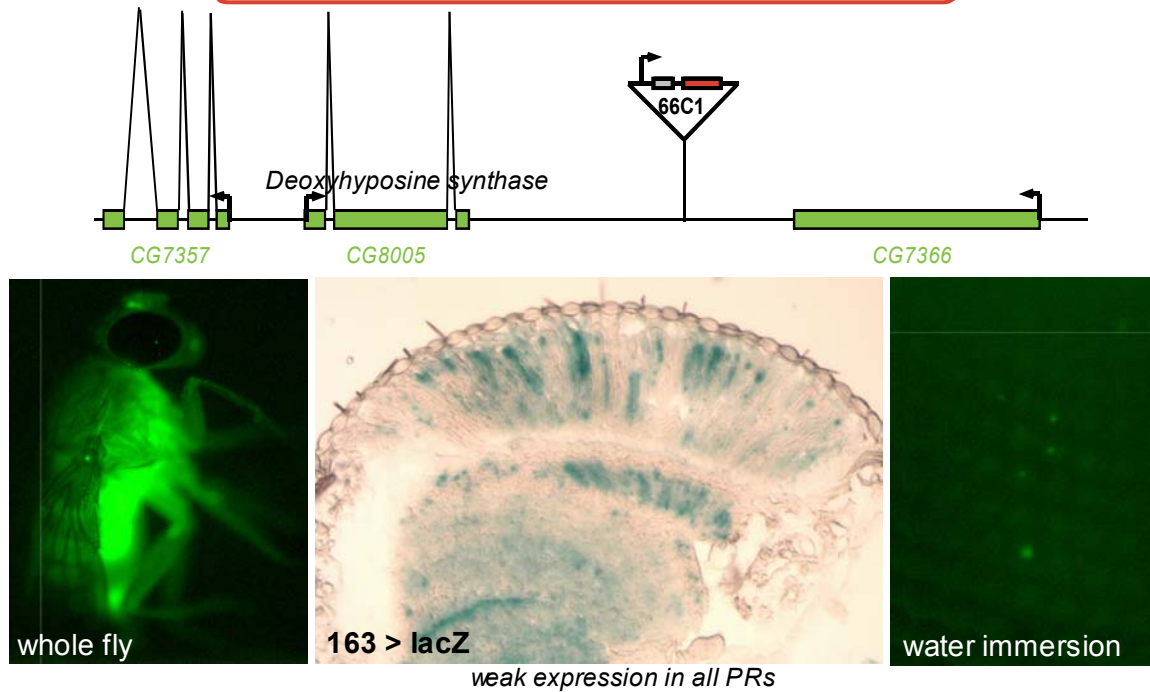 66C1
Deoxyhyposine synthase
CG7357
CG8005
CG7366
whole fly
163 > lacZ
water immersion
weak expression in all PRs